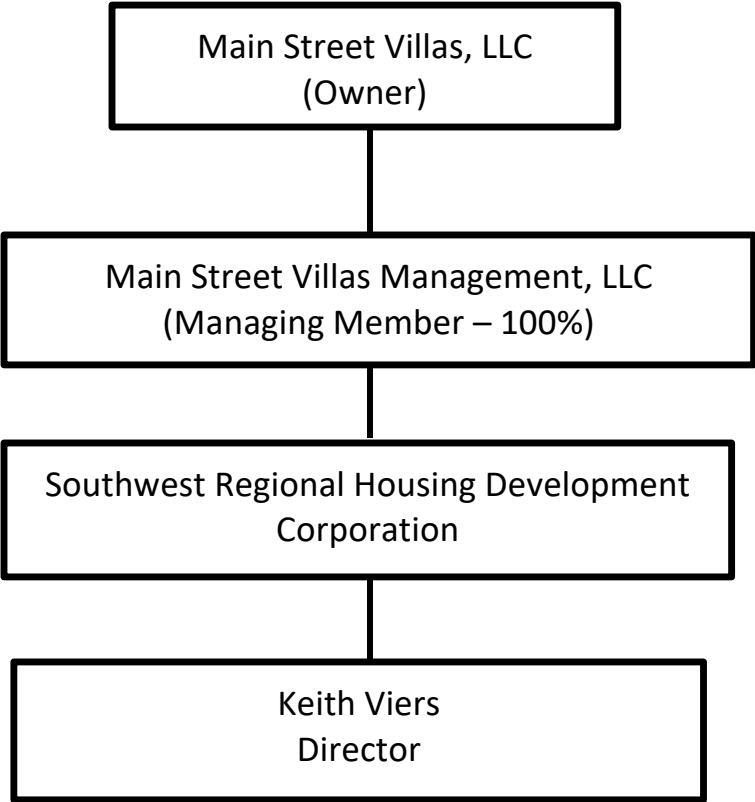 Main Street Villas, LLC
(Owner)
Main Street Villas Management, LLC
(Managing Member – 100%)
Southwest Regional Housing Development
Corporation
Keith Viers
Director